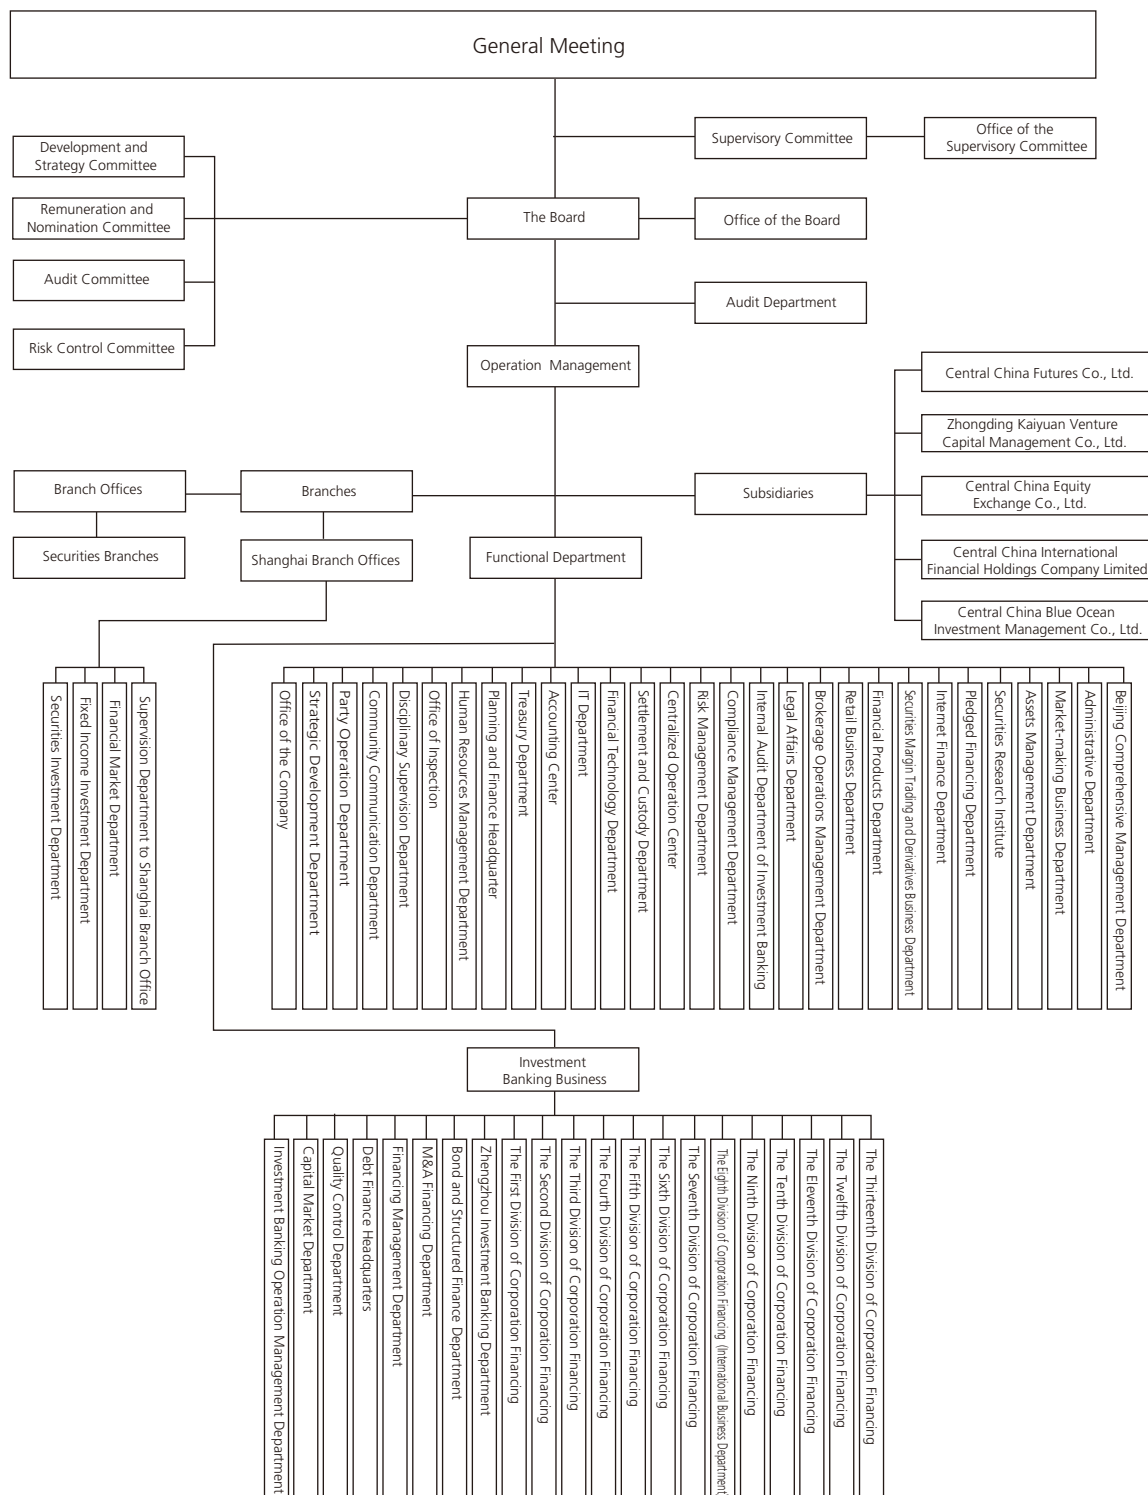 General Meeting
Supervisory Committee
Office of the
Supervisory Committee
Development and
Strategy Committee
Remuneration and
Nomination Committee
The Board
Office of the Board
Audit Committee
Audit Department
Risk Control Committee
Operation Management
Central China Futures Co., Ltd.
Zhongding Kaiyuan Venture
Capital Management Co., Ltd.
Branch Offices
Branches
Subsidiaries
Central China Equity
Exchange Co., Ltd.
Securities Branches
Shanghai Branch Offices
Functional Department
Central China International
Financial Holdings Company Limited
Central China Blue Ocean
Investment Management Co., Ltd.
Securities Investment Department
Fixed Income Investment Department
Financial Market Department
Supervision Department to Shanghai Branch Office
Office of the Company
Strategic Development Department
Party Operation Department
Community Communication Department
Disciplinary Supervision Department
Office of Inspection
Human Resources Management Department
Planning and Finance Headquarter
Treasury Department
Accounting Center
IT Department
Financial Technology Department
Settlement and Custody Department
Centralized Operation Center
Risk Management Department
Compliance Management Department
Internal Audit Department of Investment Banking
Legal Affairs Department
Brokerage Operations Management Department
Retail Business Department
Financial Products Department
Securities Margin Trading and Derivatives Business Department
Internet Finance Department
Pledged Financing Department
Securities Research Institute
Assets Management Department
Market-making Business Department
Administrative Department
Beijing Comprehensive Management Department
Investment
Banking Business
Investment Banking Operation Management Department
Capital Market Department
Quality Control Department
Debt Finance Headquarters
Financing Management Department
M&A Financing Department
Bond and Structured Finance Department
Zhengzhou Investment Banking Department
The First Division of Corporation Financing
The Second Division of Corporation Financing
The Third Division of Corporation Financing
The Fourth Division of Corporation Financing
The Fifth Division of Corporation Financing
The Sixth Division of Corporation Financing
The Seventh Division of Corporation Financing
The Eighth Division of Corporation Financing (International Business Department)
The Ninth Division of Corporation Financing
The Tenth Division of Corporation Financing
The Eleventh Division of Corporation Financing
The Twelfth Division of Corporation Financing
The Thirteenth Division of Corporation Financing